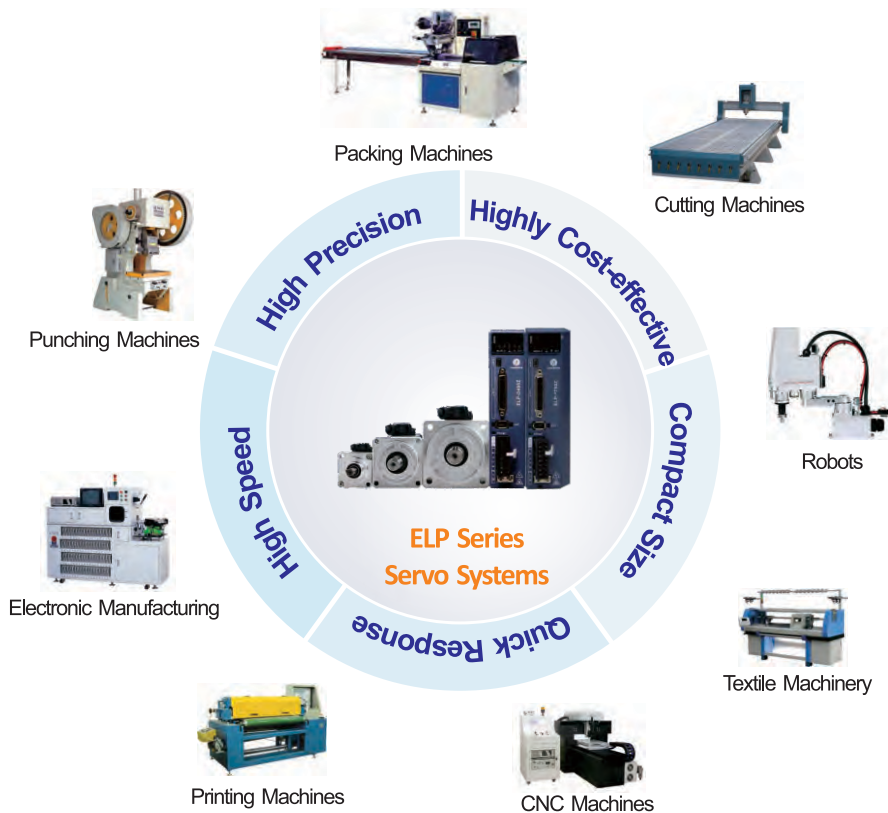 Packing Machines
Cutting Machines
Punching Machines
High Precision
Highly Cost-effective
Robots
High Speed
Compact Size
ELP Series
Servo Systems
Electronic Manufacturing
Quick Response
Textile Machinery
Printing Machines
CNC Machines